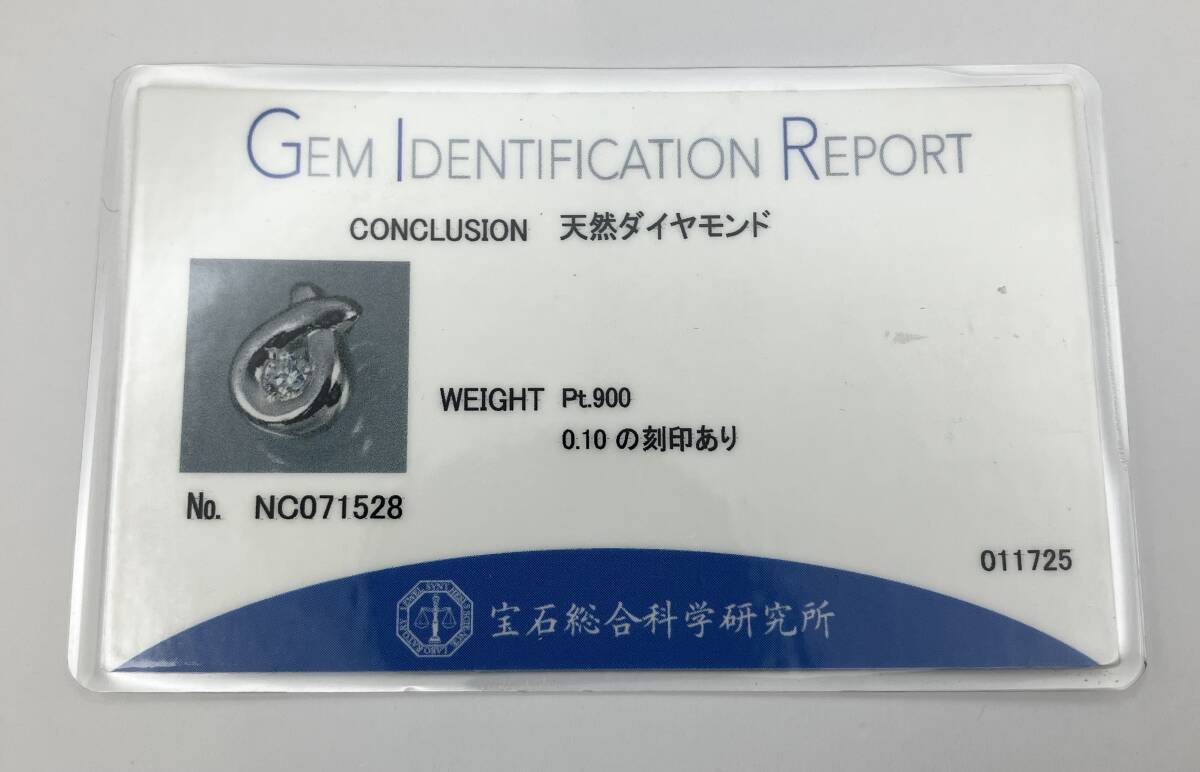 GEM IDENTIFICATION REPORT
CONCLUSION 天然ダイヤモンド
WEIGHT Pt.900
0.10 の刻印あり
No. NC071528
011725
宝石総合科学研究所